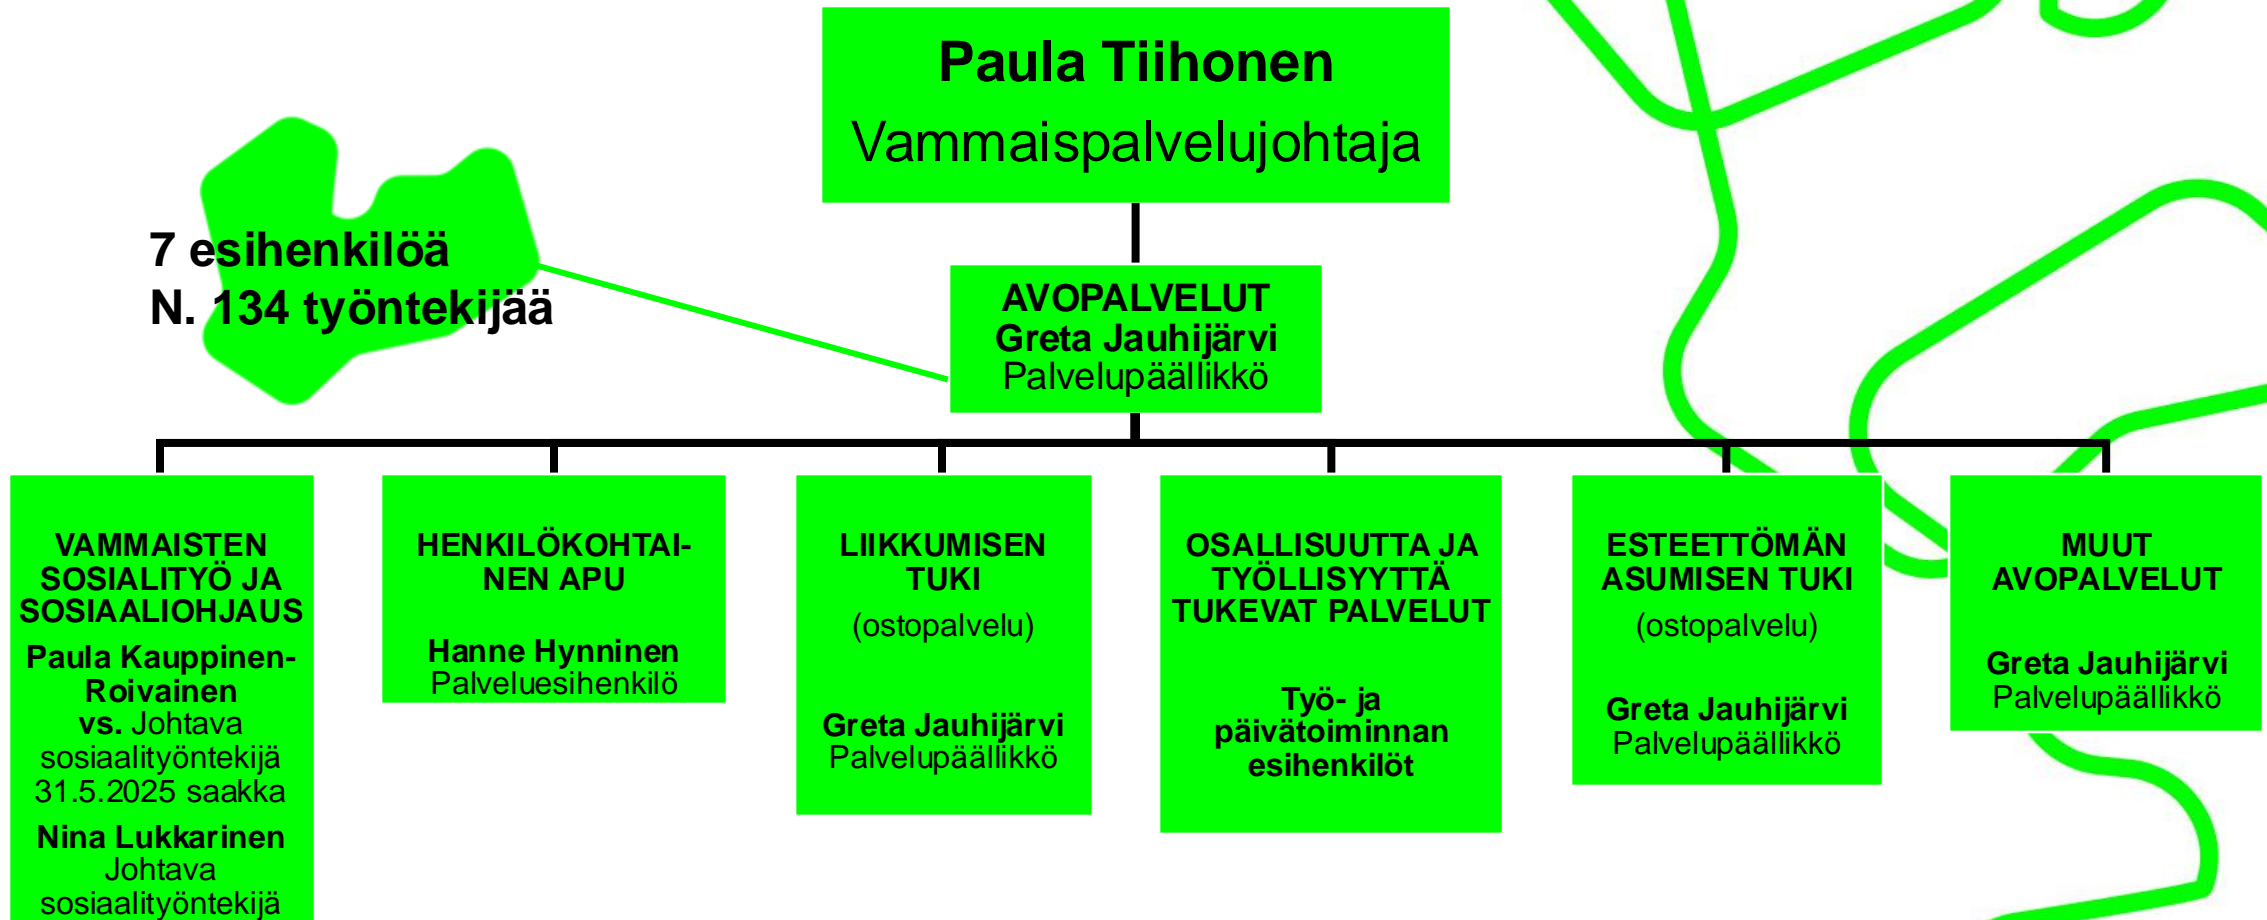 Paula Tiihonen
Vammaispalvelujohtaja
7 esihenkilöä
N. 134 työntekijää
AVOPALVELUT
Greta Jauhijärvi
Palvelupäällikkö
VAMMAISTEN
SOSIALITYÖ JA
SOSIAALIOHJAUS
Paula Kauppinen-
Roivainen
vs. Johtava
sosiaalityöntekijä
31.5.2025 saakka
Nina Lukkarinen
Johtava
sosiaalityöntekijä
HENKILÖKOHTAI-
NEN APU
Hanne Hynninen
Palveluesihenkilö
LIIKKUMISEN
TUKI
(ostopalvelu)
Greta Jauhijärvi
Palvelupäällikkö
OSALLISUUTTA JA
TYÖLLISYYTTÄ
TUKEVAT PALVELUT
Työ- ja
päivätoiminnan
esihenkilöt
ESTEETTÖMÄN
ASUMISEN TUKI
(ostopalvelu)
Greta Jauhijärvi
Palvelupäällikkö
MUUT
AVOPALVELUT
Greta Jauhijärvi
Palvelupäällikkö